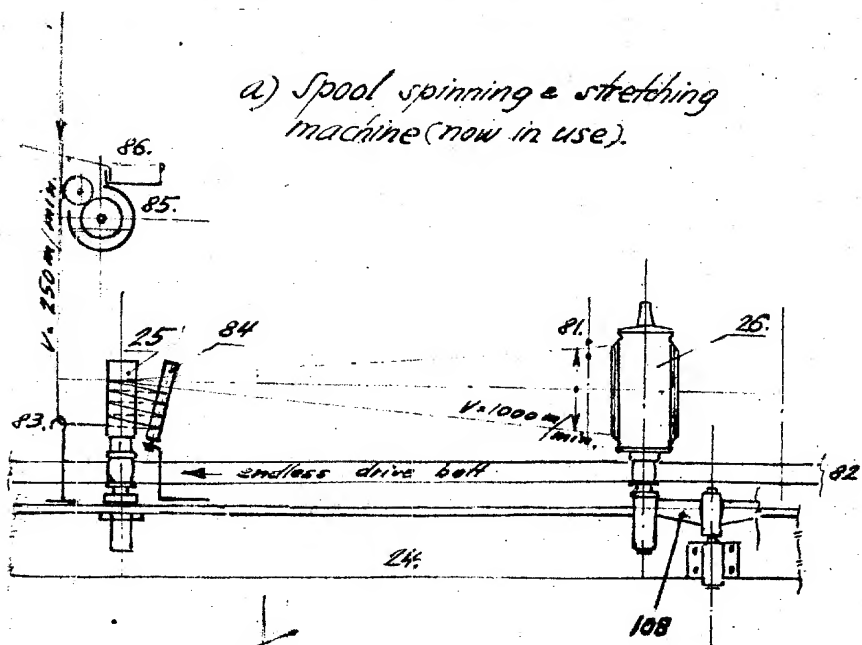 a) Spool spinning & stretching
machine (now in use).
86.
85.
V = 250 m/min.
25
84
81.
26.
83.
V = 1000 m/
min.
endless drive belt
82
24.
108